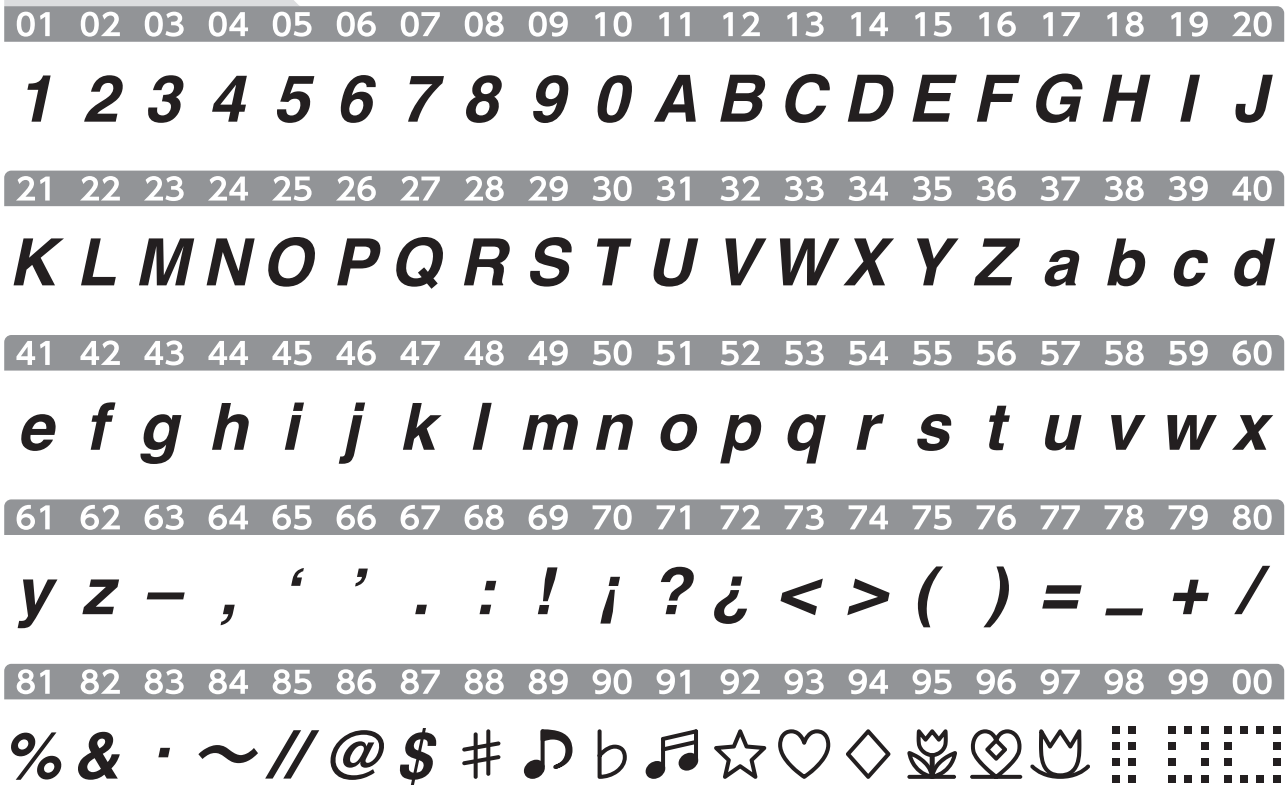 01 02 03 04 05 06 07 08 09 10 11 12 13 14 15 16 17 18 19 20
1 2 3 4 5 6 7 8 9 0 A B C D E F G H I J
21 22 23 24 25 26 27 28 29 30 31 32 33 34 35 36 37 38 39 40
K L M N O P Q R S T U V W X Y Z a b c d
41 42 43 44 45 46 47 48 49 50 51 52 53 54 55 56 57 58 59 60
e f g h i j k l m n o p q r s t u v w x
61 62 63 64 65 66 67 68 69 70 71 72 73 74 75 76 77 78 79 80
y z – , ‘ ’ . : ! ¡ ? ¿ < > ( ) = _ + /
81 82 83 84 85 86 87 88 89 90 91 92 93 94 95 96 97 98 99 00
% & · ~ // @ $ # ♪ ♭ ♫ ☆ ♡ ◇